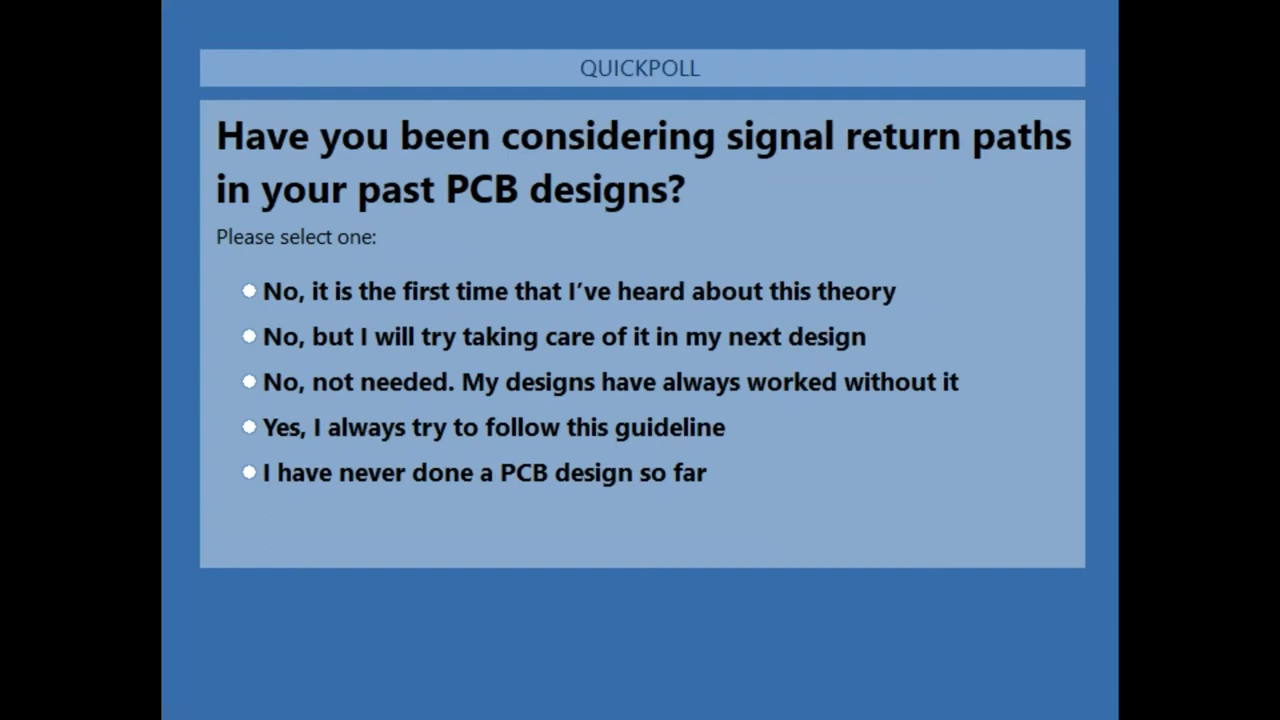 QUICKPOLL
Have you been considering signal return paths
in your past PCB designs?
Please select one:
No, it is the first time that I’ve heard about this theory
No, but I will try taking care of it in my next design
No, not needed. My designs have always worked without it
Yes, I always try to follow this guideline
I have never done a PCB design so far